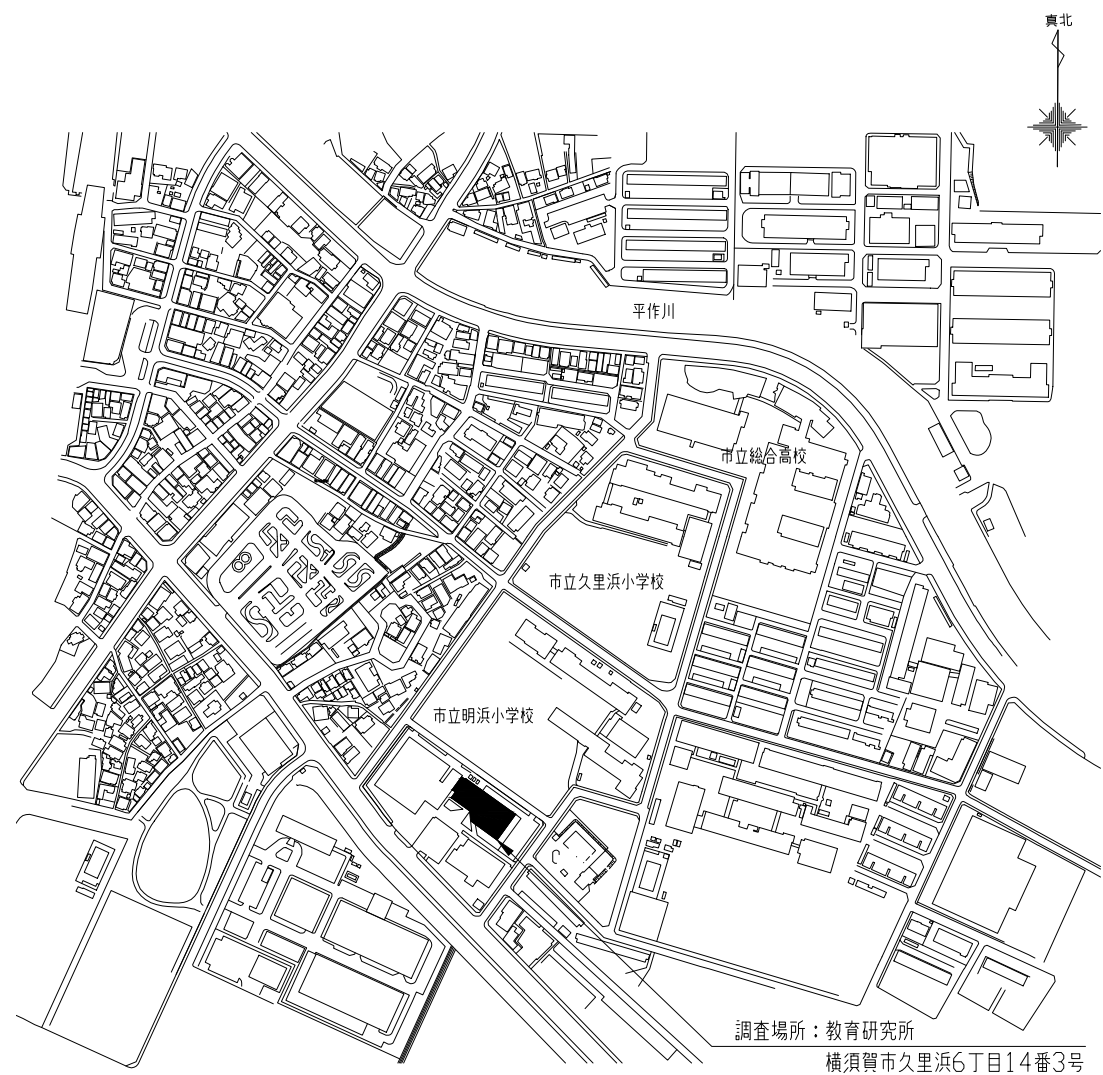 真北
平作川
市立総合高校
市立久里浜小学校
市立明浜小学校
調査場所：教育研究所
横須賀市久里浜6丁目14番3号